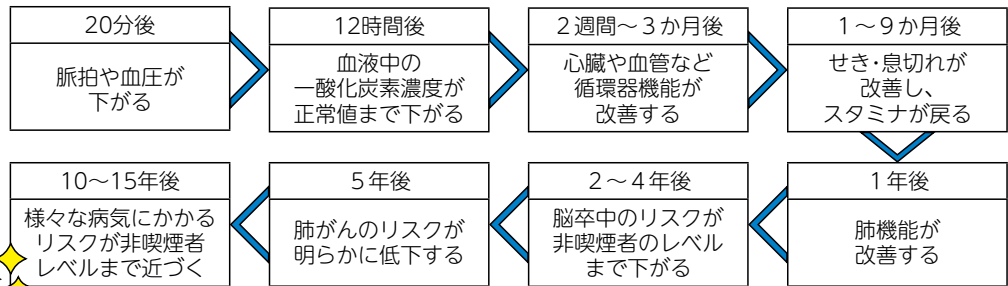 20分後
脈拍や血圧が
下がる
12時間後
血液中の
一酸化炭素濃度が
正常値まで下がる
2週間～3か月後
心臓や血管など
循環器機能が
改善する
1～9か月後
せき・息切れが
改善し、
スタミナが戻る
1年後
肺機能が
改善する
2～4年後
脳卒中のリスクが
非喫煙者のレベル
まで下がる
5年後
肺がんのリスクが
明らかに低下する
10～15年後
様々な病気にかかる
リスクが非喫煙者
レベルまで近づく